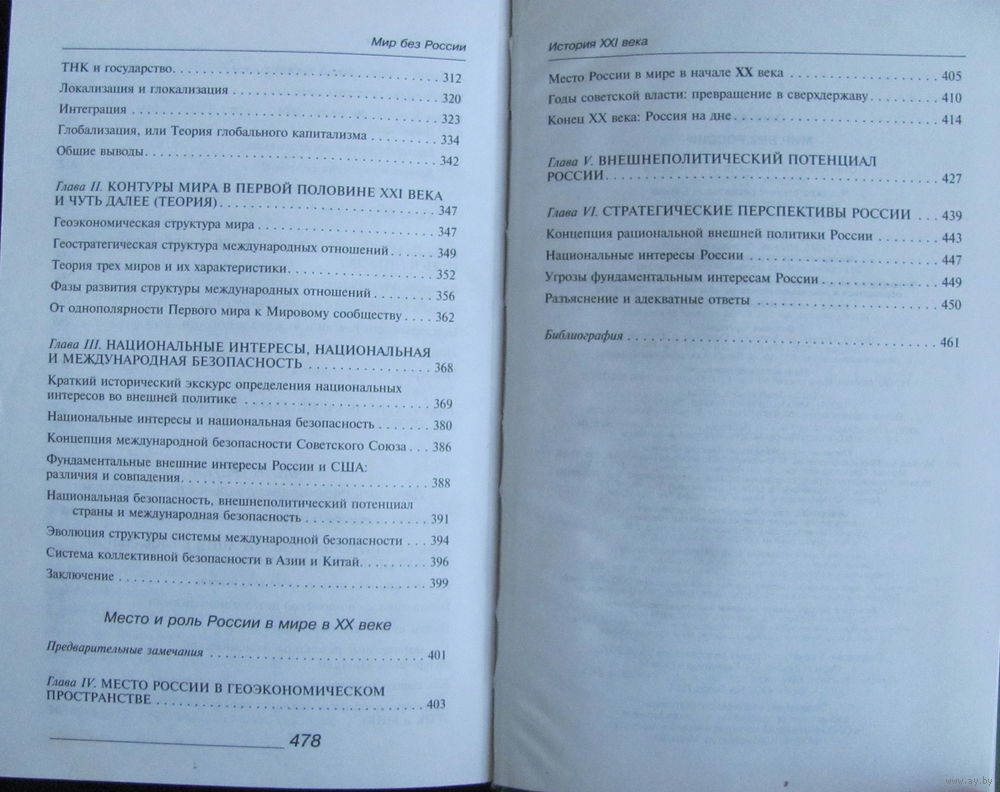 Мир без России
ТНК и государство. . . . . . . . . . . . . . . . . . . . . . . . . . . . . . . 312
Локализация и глокализация . . . . . . . . . . . . . . . . . . . . . . 320
Интеграция . . . . . . . . . . . . . . . . . . . . . . . . . . . . . . . . . . . . 323
Глобализация, или Теория глобального капитализма . . . . . . . . 334
Общие выводы. . . . . . . . . . . . . . . . . . . . . . . . . . . . . . . . . . 342
Глава II. КОНТУРЫ МИРА В ПЕРВОЙ ПОЛОВИНЕ XXI ВЕКА
И ЧУТЬ ДАЛЕЕ (ТЕОРИЯ) . . . . . . . . . . . . . . . . . . . . . . . . 347
Геоэкономическая структура мира . . . . . . . . . . . . . . . . . . . 347
Геостратегическая структура международных отношений . . . . . . 349
Теория трех миров и их характеристики. . . . . . . . . . . . . . . . 352
Фазы развития структуры международных отношений . . . . . . . . 356
От однополярности Первого мира к Мировому сообществу . . . . 362
Глава III. НАЦИОНАЛЬНЫЕ ИНТЕРЕСЫ, НАЦИОНАЛЬНАЯ
И МЕЖДУНАРОДНАЯ БЕЗОПАСНОСТЬ . . . . . . . . . . . . . . . . 368
Краткий исторический экскурс определения национальных
интересов во внешней политике . . . . . . . . . . . . . . . . . . . . . 369
Национальные интересы и национальная безопасность . . . . . . . 380
Концепция международной безопасности Советского Союза . . . 386
Фундаментальные внешние интересы России и США:
различия и совпадения. . . . . . . . . . . . . . . . . . . . . . . . . . . . 388
Национальная безопасность, внешнеполитический потенциал
страны и международная безопасность . . . . . . . . . . . . . . . 391
Эволюция структуры системы международной безопасности . . . 394
Система коллективной безопасности в Азии и Китай. . . . . . . . . 396
Заключение . . . . . . . . . . . . . . . . . . . . . . . . . . . . . . . . . . . . 399
Место и роль России в мире в XX веке
Предварительные замечания . . . . . . . . . . . . . . . . . . . . . . . . 401
Глава IV. МЕСТО РОССИИ В ГЕОЭКОНОМИЧЕСКОМ
ПРОСТРАНСТВЕ . . . . . . . . . . . . . . . . . . . . . . . . . . . . . . . 403
478
История XXI века
Место России в мире в начале XX века . . . . . . . . . . . . . . . . . 405
Годы советской власти: превращение в сверхдержаву. . . . . . . . . 410
Конец XX века: Россия на дне . . . . . . . . . . . . . . . . . . . . . . . 414
Глава V. ВНЕШНЕПОЛИТИЧЕСКИЙ ПОТЕНЦИАЛ
РОССИИ. . . . . . . . . . . . . . . . . . . . . . . . . . . . . . . . . . . . . . 427
Глава VI. СТРАТЕГИЧЕСКИЕ ПЕРСПЕКТИВЫ РОССИИ . . . 439
Концепция рациональной внешней политики России . . . . . . . . 443
Национальные интересы России . . . . . . . . . . . . . . . . . . . . . 447
Угрозы фундаментальным интересам России . . . . . . . . . . . . . . 449
Разъяснение и адекватные ответы . . . . . . . . . . . . . . . . . . . . 450
Библиография . . . . . . . . . . . . . . . . . . . . . . . . . . . . . . . . . . 461
www.ay.by